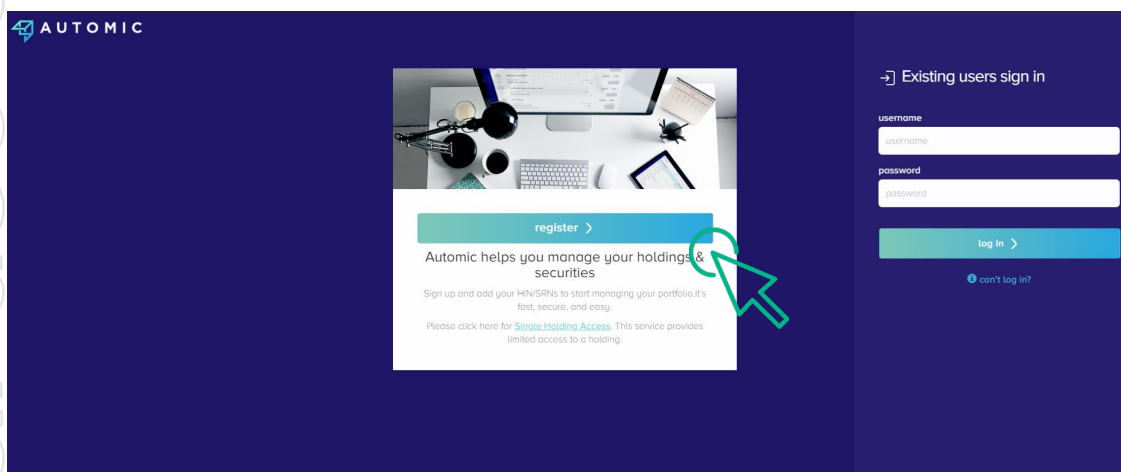 AUTOMIC
register
Automic helps you manage your holdings &
securities
Sign up and add your HIN/SRNs to start managing your portfolio.It's
fast, secure, and easy.
Please click here for Single Holding Access. This service provides
limited access to a holding.
Existing users sign in
username
username
password
password
log in
can't log in?